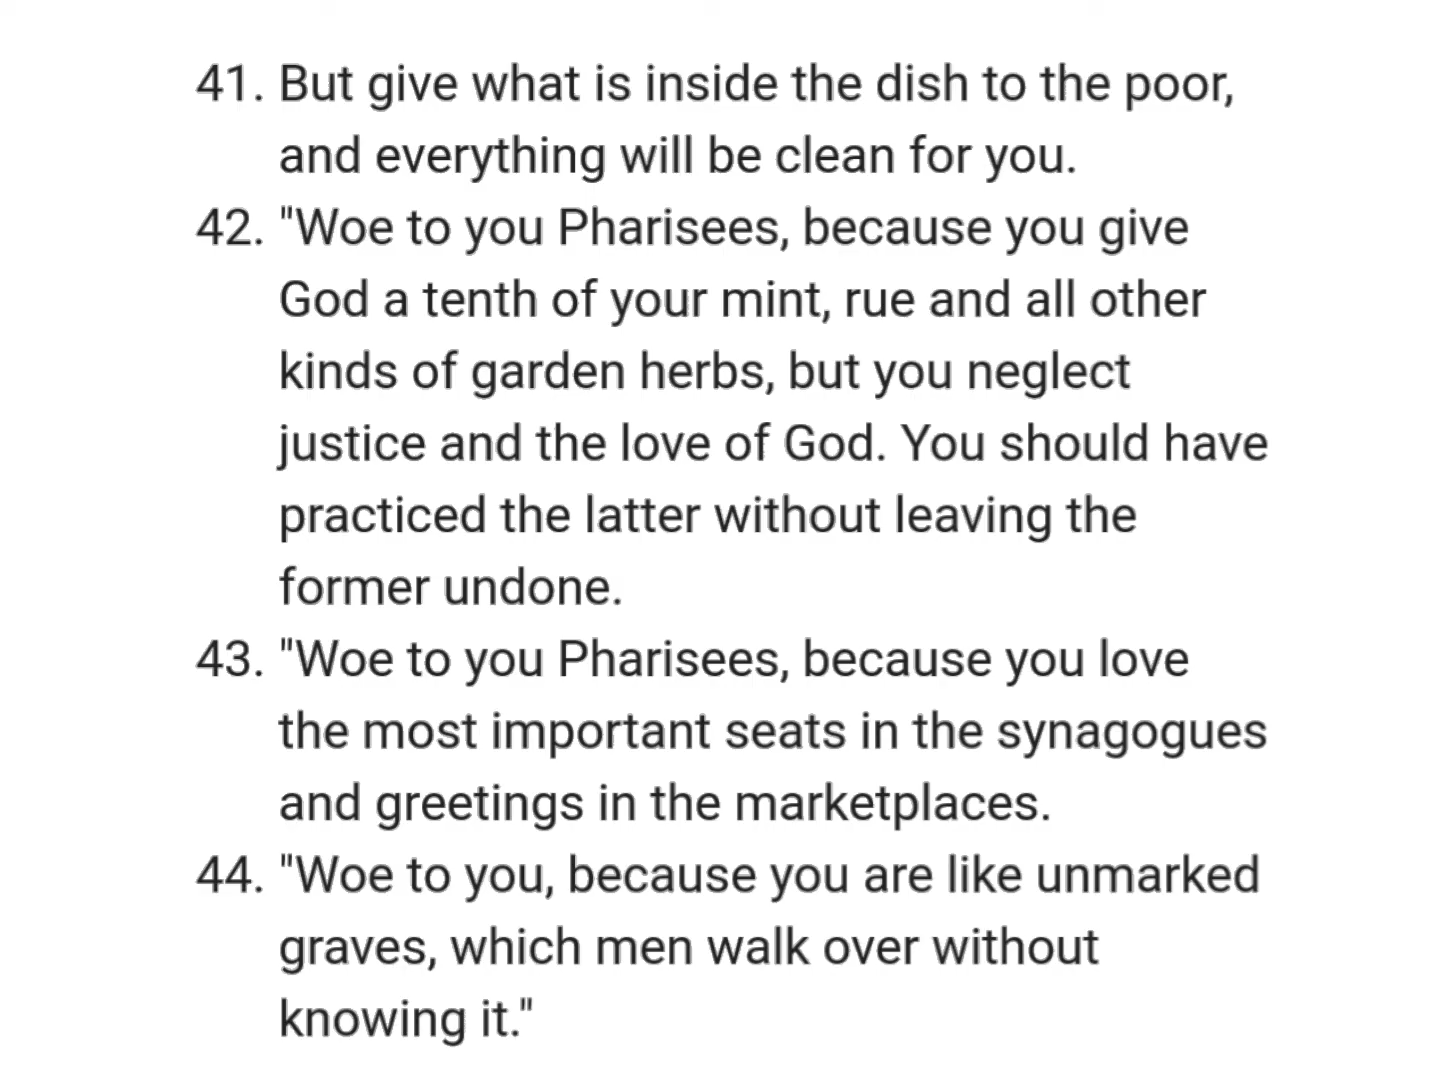 41. But give what is inside the dish to the poor,
and everything will be clean for you.
42. "Woe to you Pharisees, because you give
God a tenth of your mint, rue and all other
kinds of garden herbs, but you neglect
justice and the love of God. You should have
practiced the latter without leaving the
former undone.
43. "Woe to you Pharisees, because you love
the most important seats in the synagogues
and greetings in the marketplaces.
44. "Woe to you, because you are like unmarked
graves, which men walk over without
knowing it."